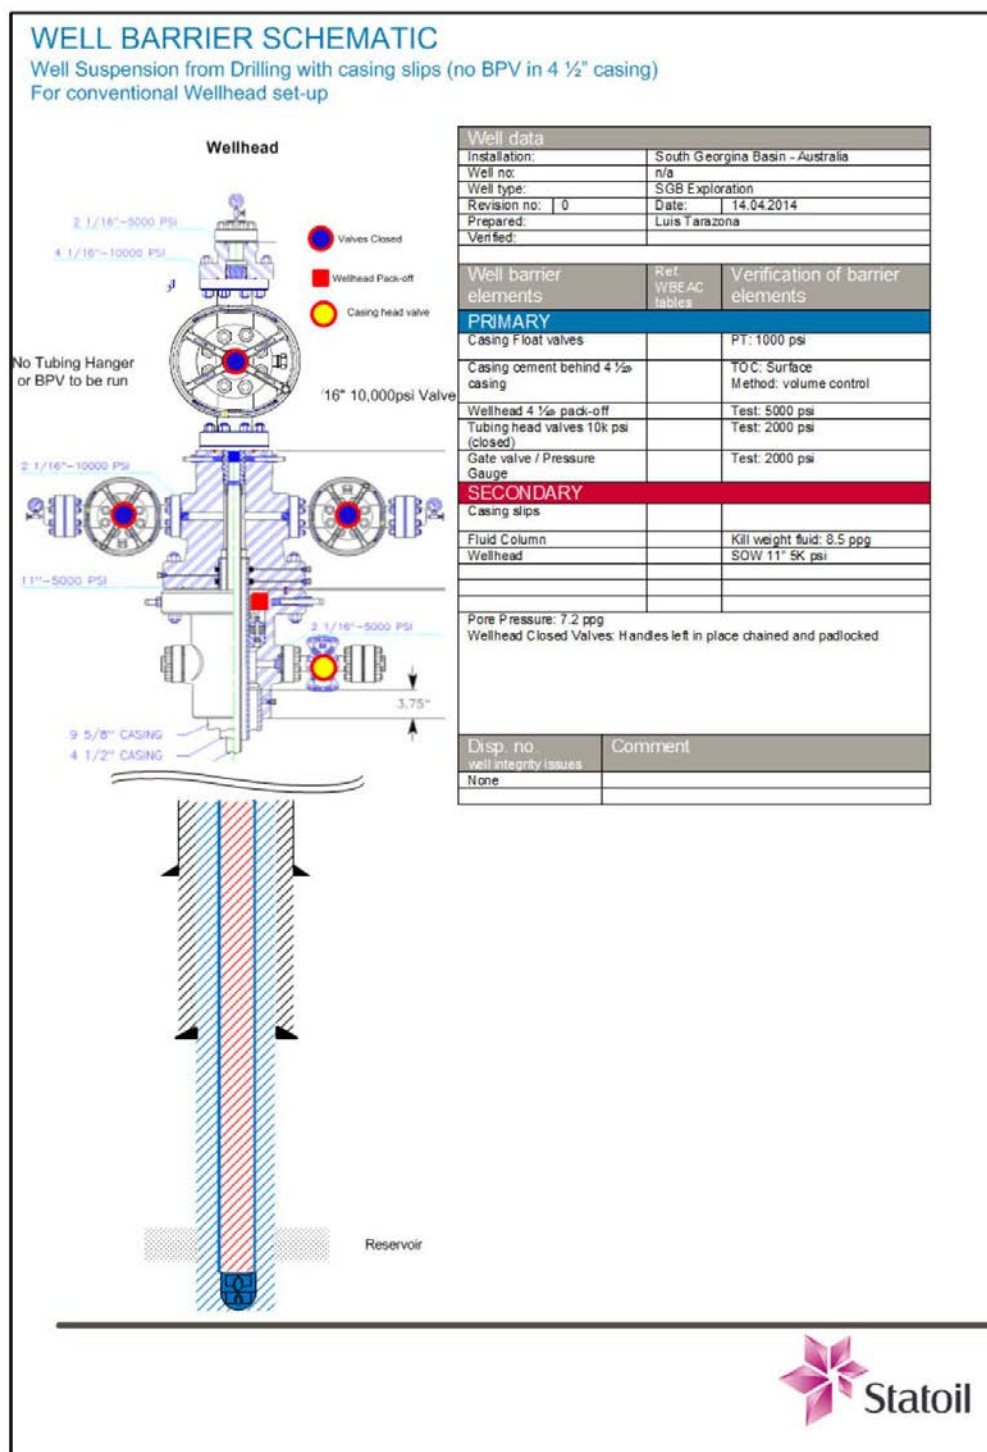 WELL BARRIER SCHEMATIC
Well Suspension from Drilling with casing slips (no BPV in 4 ½" casing)
For conventional Wellhead set-up
Wellhead
2 1/16"-5000 PSI
4 1/16"-10000 PSI
Valves Closed
Wellhead Pack-off
Casing head valve
No Tubing Hanger
or BPV to be run
'16" 10,000psi Valve
2 1/16"-10000 PSI
11"-5000 PSI
2 1/16"-5000 PSI
3.75"
9 5/8" CASING
4 1/2" CASING
Reservoir
Well data
Installation: South Georgina Basin - Australia
Well no: n/a
Well type: SGB Exploration
Revision no: 0 Date: 14.04.2014
Prepared: Luis Tarazona
Verified:
Well barrier elements Ref. WBEAC tables Verification of barrier elements
PRIMARY
Casing Float valves PT: 1000 psi
Casing cement behind 4 ½" casing TOC: Surface
Method: volume control
Wellhead 4 ½" pack-off Test: 5000 psi
Tubing head valves 10k psi (closed) Test: 2000 psi
Gate valve / Pressure Gauge Test: 2000 psi
SECONDARY
Casing slips
Fluid Column Kill weight fluid: 8.5 ppg
Wellhead SOW 11" 5K psi
Pore Pressure: 7.2 ppg
Wellhead Closed Valves: Handles left in place chained and padlocked
Disp. no. well integrity issues Comment
None
Statoil